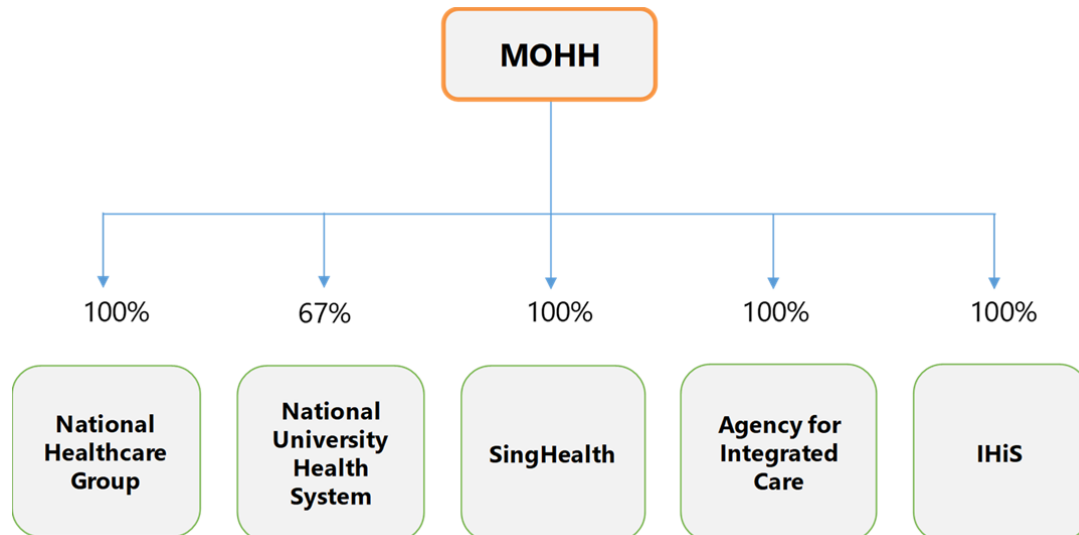 MOHH
100%
67%
100%
100%
100%
National
Healthcare
Group
National
University
Health
System
SingHealth
Agency for
Integrated
Care
IHiS